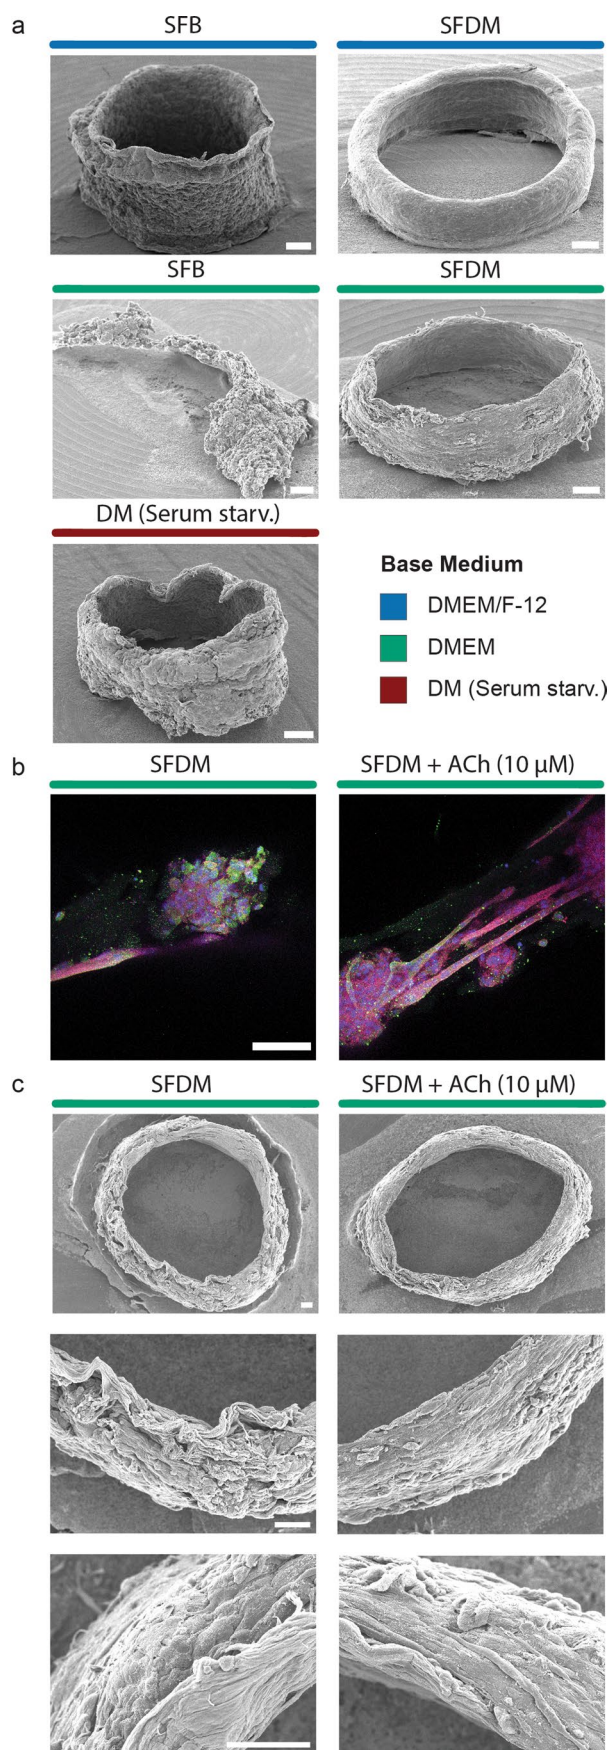 a
SFB
SFDM
SFB
SFDM
DM (Serum starv.)
Base Medium
DMEM/F-12
DMEM
DM (Serum starv.)
b
SFDM
SFDM + ACh (10 µM)
c
SFDM
SFDM + ACh (10 µM)